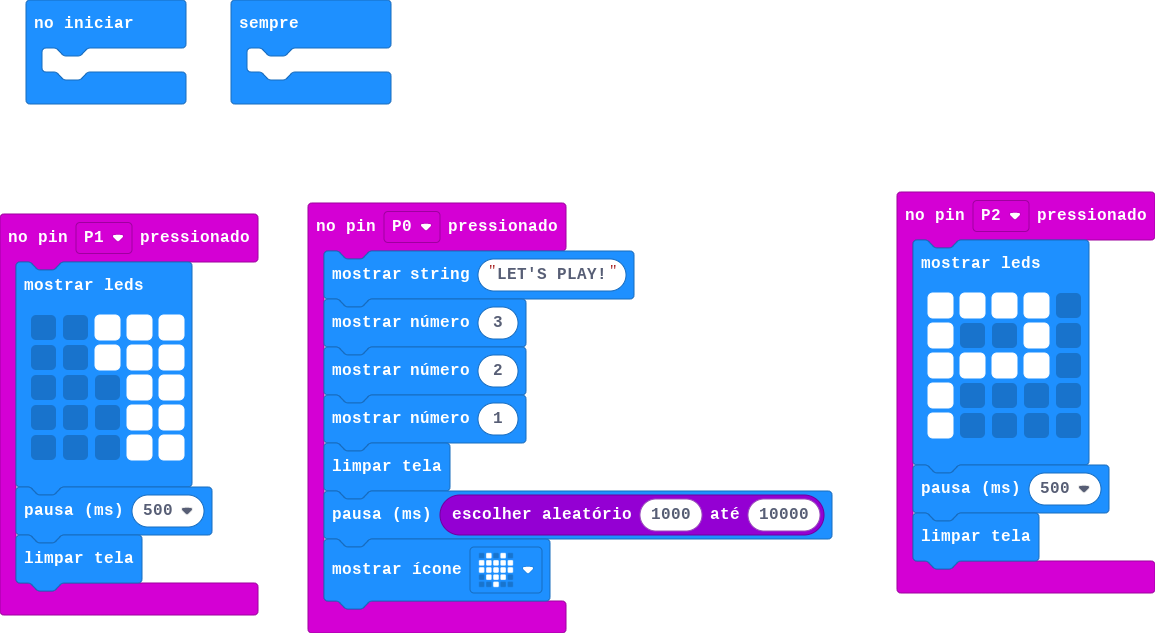 no iniciar
sempre
no pin P1 pressionado
mostrar leds
pausa (ms) 500
limpar tela
no pin P0 pressionado
mostrar string "LET'S PLAY!"
mostrar número 3
mostrar número 2
mostrar número 1
limpar tela
pausa (ms) escolher aleatório 1000 até 10000
mostrar ícone
no pin P2 pressionado
mostrar leds
pausa (ms) 500
limpar tela